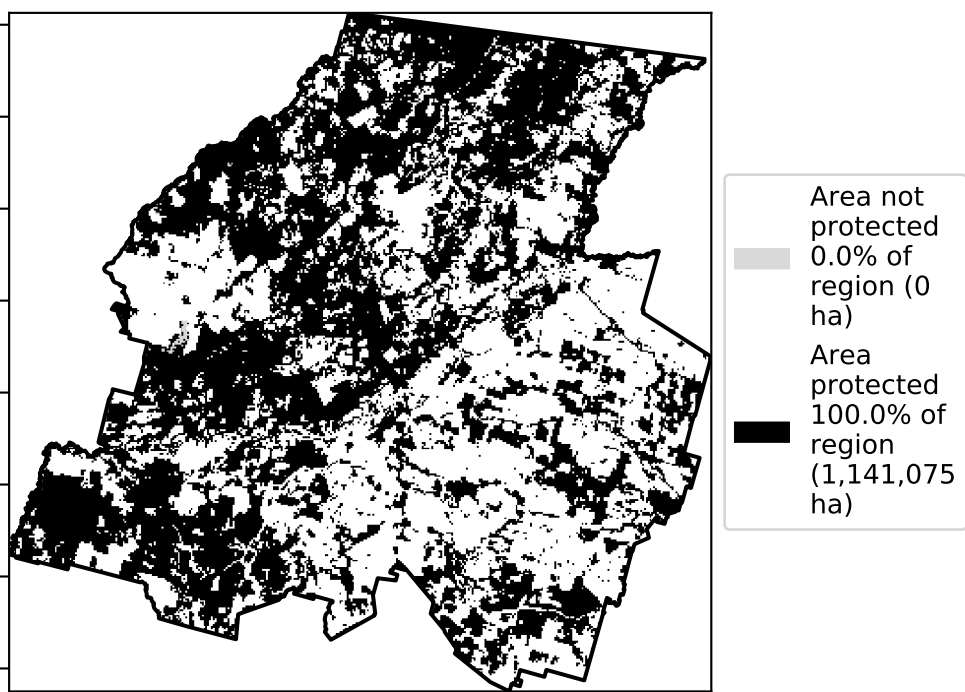 Area not
protected
0.0% of
region (0
ha)
Area
protected
100.0% of
region
(1,141,075
ha)